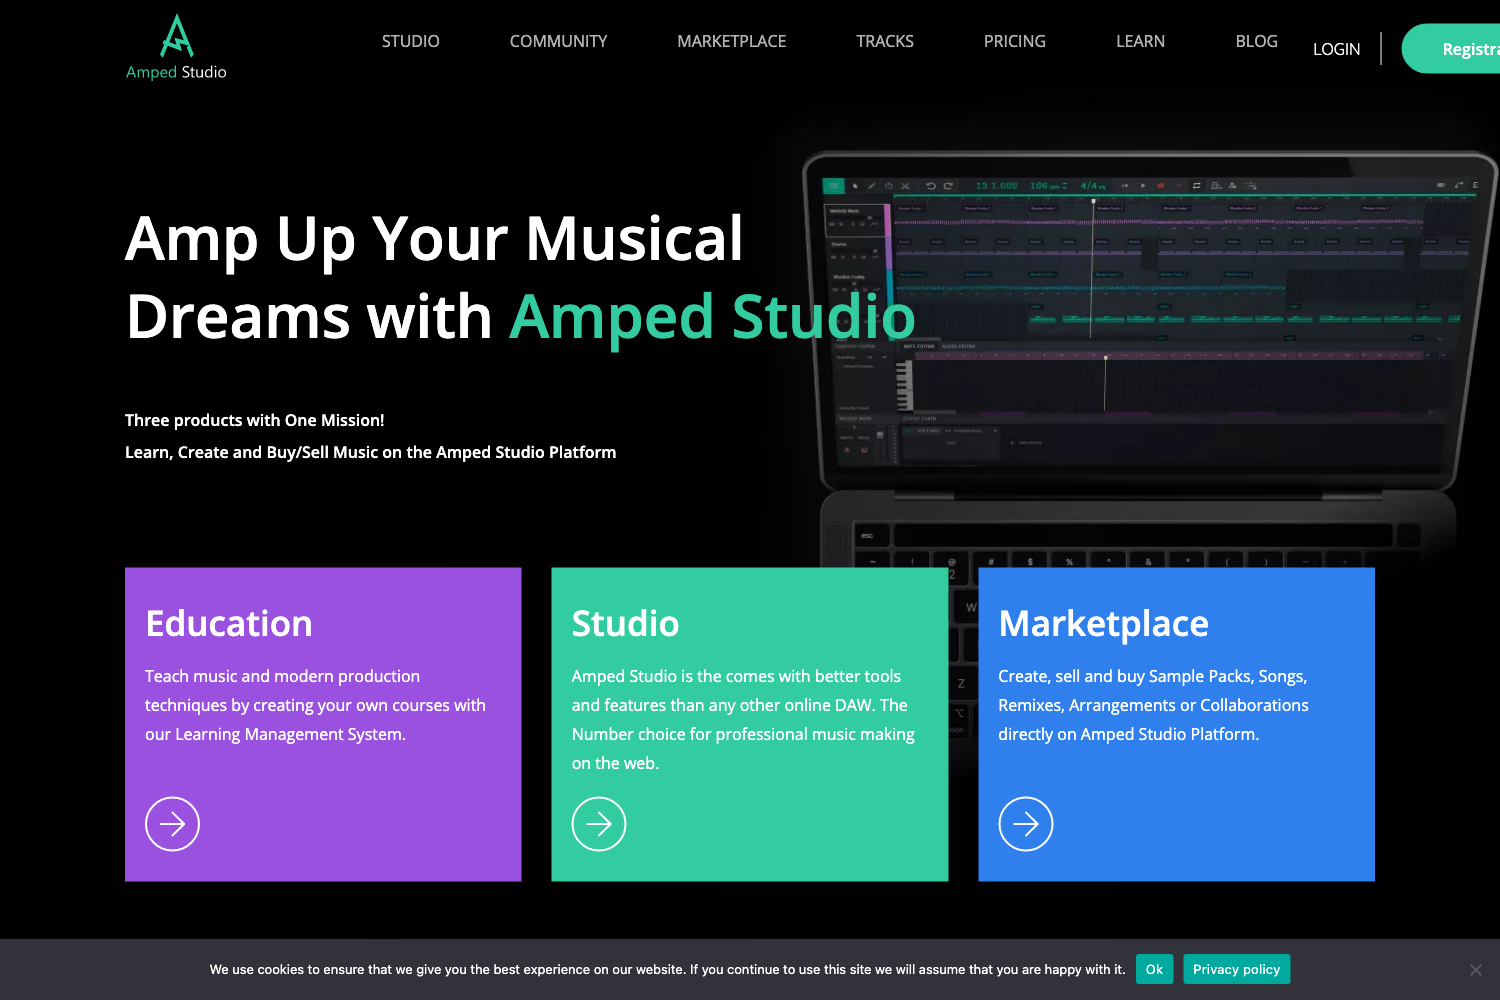 Amped Studio
STUDIO
COMMUNITY
MARKETPLACE
TRACKS
PRICING
LEARN
BLOG
LOGIN
Amp Up Your Musical
Dreams with Amped Studio
Three products with One Mission!
Learn, Create and Buy/Sell Music on the Amped Studio Platform
13.1.000
4/4
esc
Education
Teach music and modern production
techniques by creating your own courses with
our Learning Management System.
Studio
Amped Studio is the comes with better tools
and features than any other online DAW. The
Number choice for professional music making
on the web.
Marketplace
Create, sell and buy Sample Packs, Songs,
Remixes, Arrangements or Collaborations
directly on Amped Studio Platform.
We use cookies to ensure that we give you the best experience on our website. If you continue to use this site we will assume that you are happy with it.
Ok
Privacy policy